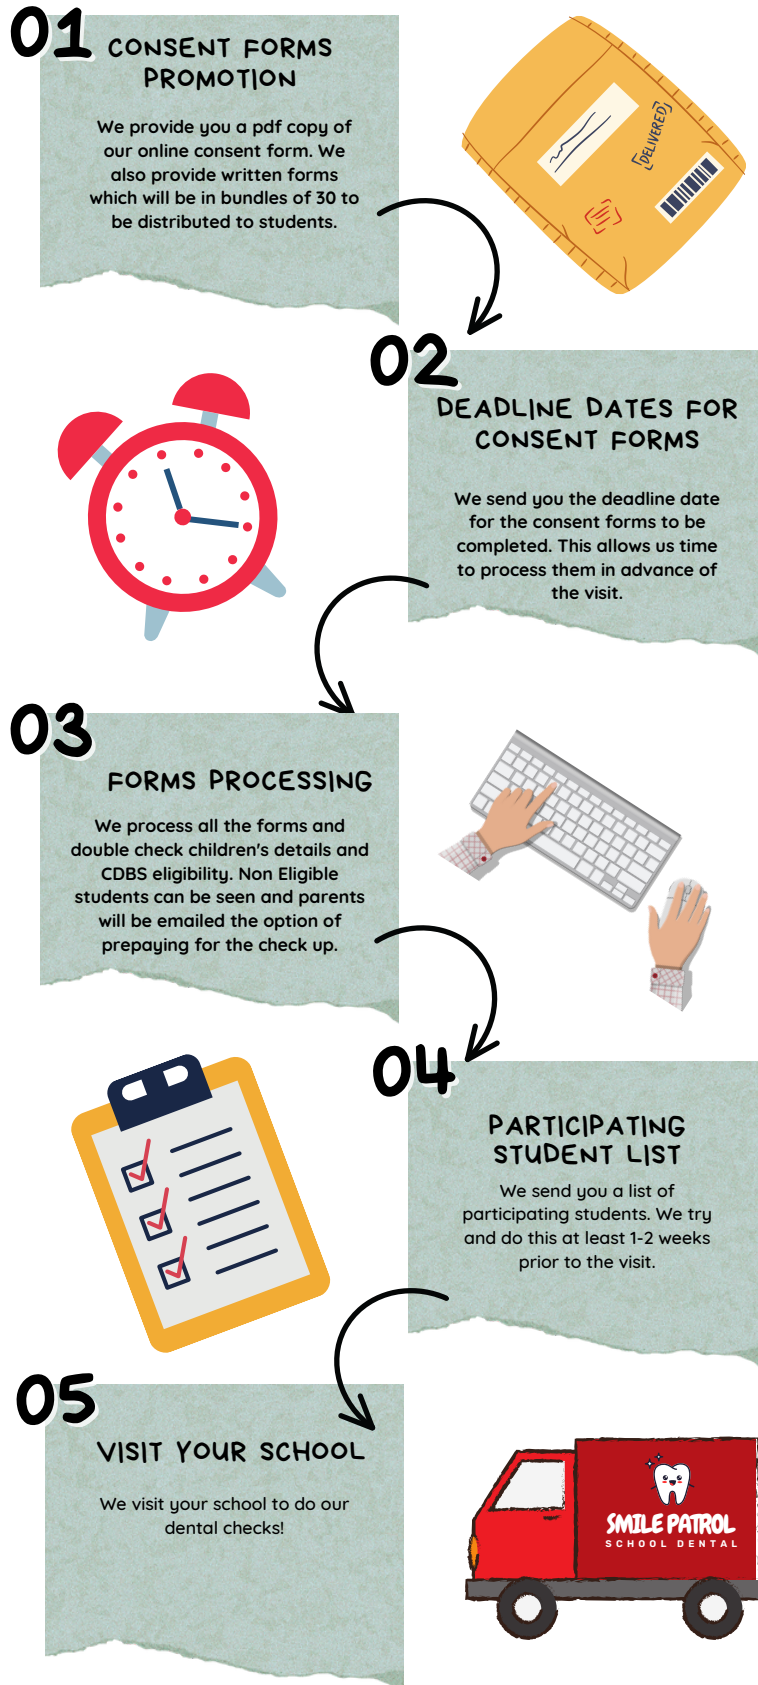 01
CONSENT FORMS
PROMOTION
We provide you a pdf copy of
our online consent form. We
also provide written forms
which will be in bundles of 30 to
be distributed to students.
[DELIVERED]
02
DEADLINE DATES FOR
CONSENT FORMS
We send you the deadline date
for the consent forms to be
completed. This allows us time
to process them in advance of
the visit.
03
FORMS PROCESSING
We process all the forms and
double check children's details and
CDBS eligibility. Non Eligible
students can be seen and parents
will be emailed the option of
prepaying for the check up.
04
PARTICIPATING
STUDENT LIST
We send you a list of
participating students. We try
and do this at least 1-2 weeks
prior to the visit.
05
VISIT YOUR SCHOOL
We visit your school to do our
dental checks!
SMILE PATROL
SCHOOL DENTAL